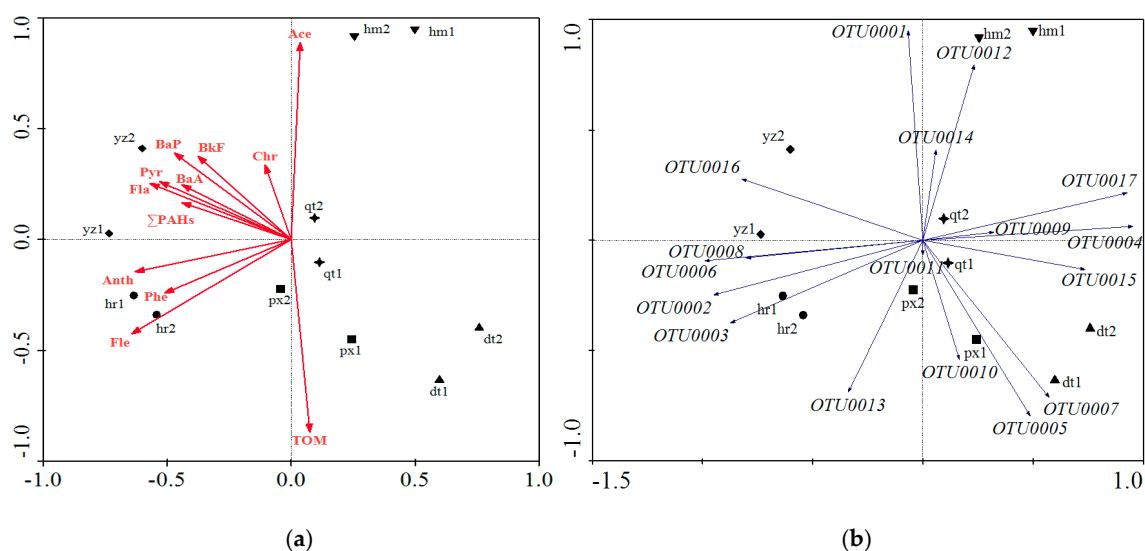 1.0
0.5
0.0
-0.5
-1.0
-1.0
-0.5
0.0
0.5
1.0
Ace
hm2
hm1
yz2
BaP
BkF
Chr
Pyr
BaA
Fla
∑PAHs
qt2
yz1
qt1
Anth
Phe
px2
hr1
hr2
Fle
px1
dt2
dt1
TOM
(a)
1.0
-1.0
-1.5
1.0
OTU0001
hm2
hm1
OTU0012
yz2
OTU0014
OTU0016
OTU0017
qt2
OTU0009
yz1
OTU0004
OTU0008
OTU0006
OTU0011
qt1
OTU0015
OTU0002
px2
hr1
hr2
OTU0003
px1
dt2
OTU0010
dt1
OTU0013
OTU0007
OTU0005
(b)